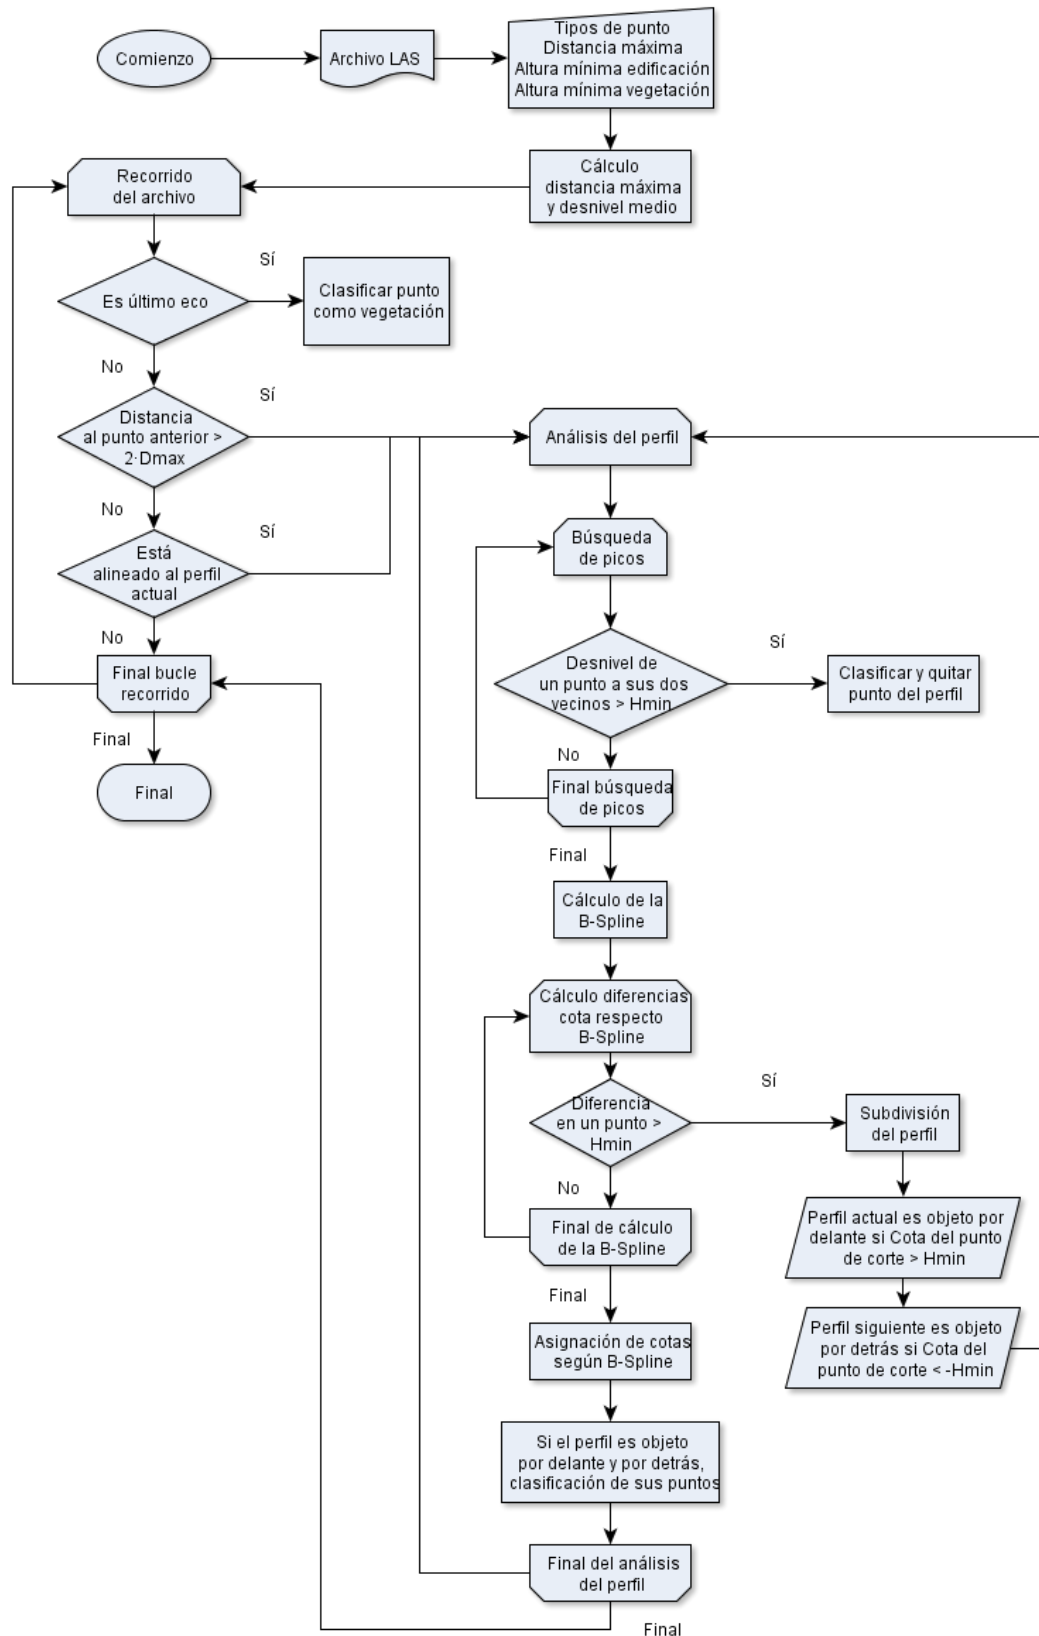 Comienzo
Archivo LAS
Tipos de punto
Distancia máxima
Altura mínima edificación
Altura mínima vegetación
Cálculo
distancia máxima
y desnivel medio
Recorrido
del archivo
Es último eco
Sí
Clasificar punto
como vegetación
No
Distancia
al punto anterior >
2·Dmax
Sí
No
Está
alineado al perfil
actual
Sí
No
Final bucle
recorrido
Final
Final
Análisis del perfil
Búsqueda
de picos
Desnivel de
un punto a sus dos
vecinos > Hmin
Sí
Clasificar y quitar
punto del perfil
No
Final búsqueda
de picos
Final
Cálculo de la
B-Spline
Cálculo diferencias
cota respecto
B-Spline
Diferencia
en un punto >
Hmin
Sí
Subdivisión
del perfil
Perfil actual es objeto por
delante si Cota del punto
de corte > Hmin
Perfil siguiente es objeto
por detrás si Cota del
punto de corte < -Hmin
No
Final de cálculo
de la B-Spline
Final
Asignación de cotas
según B-Spline
Si el perfil es objeto
por delante y por detrás,
clasificación de sus puntos
Final del análisis
del perfil
Final